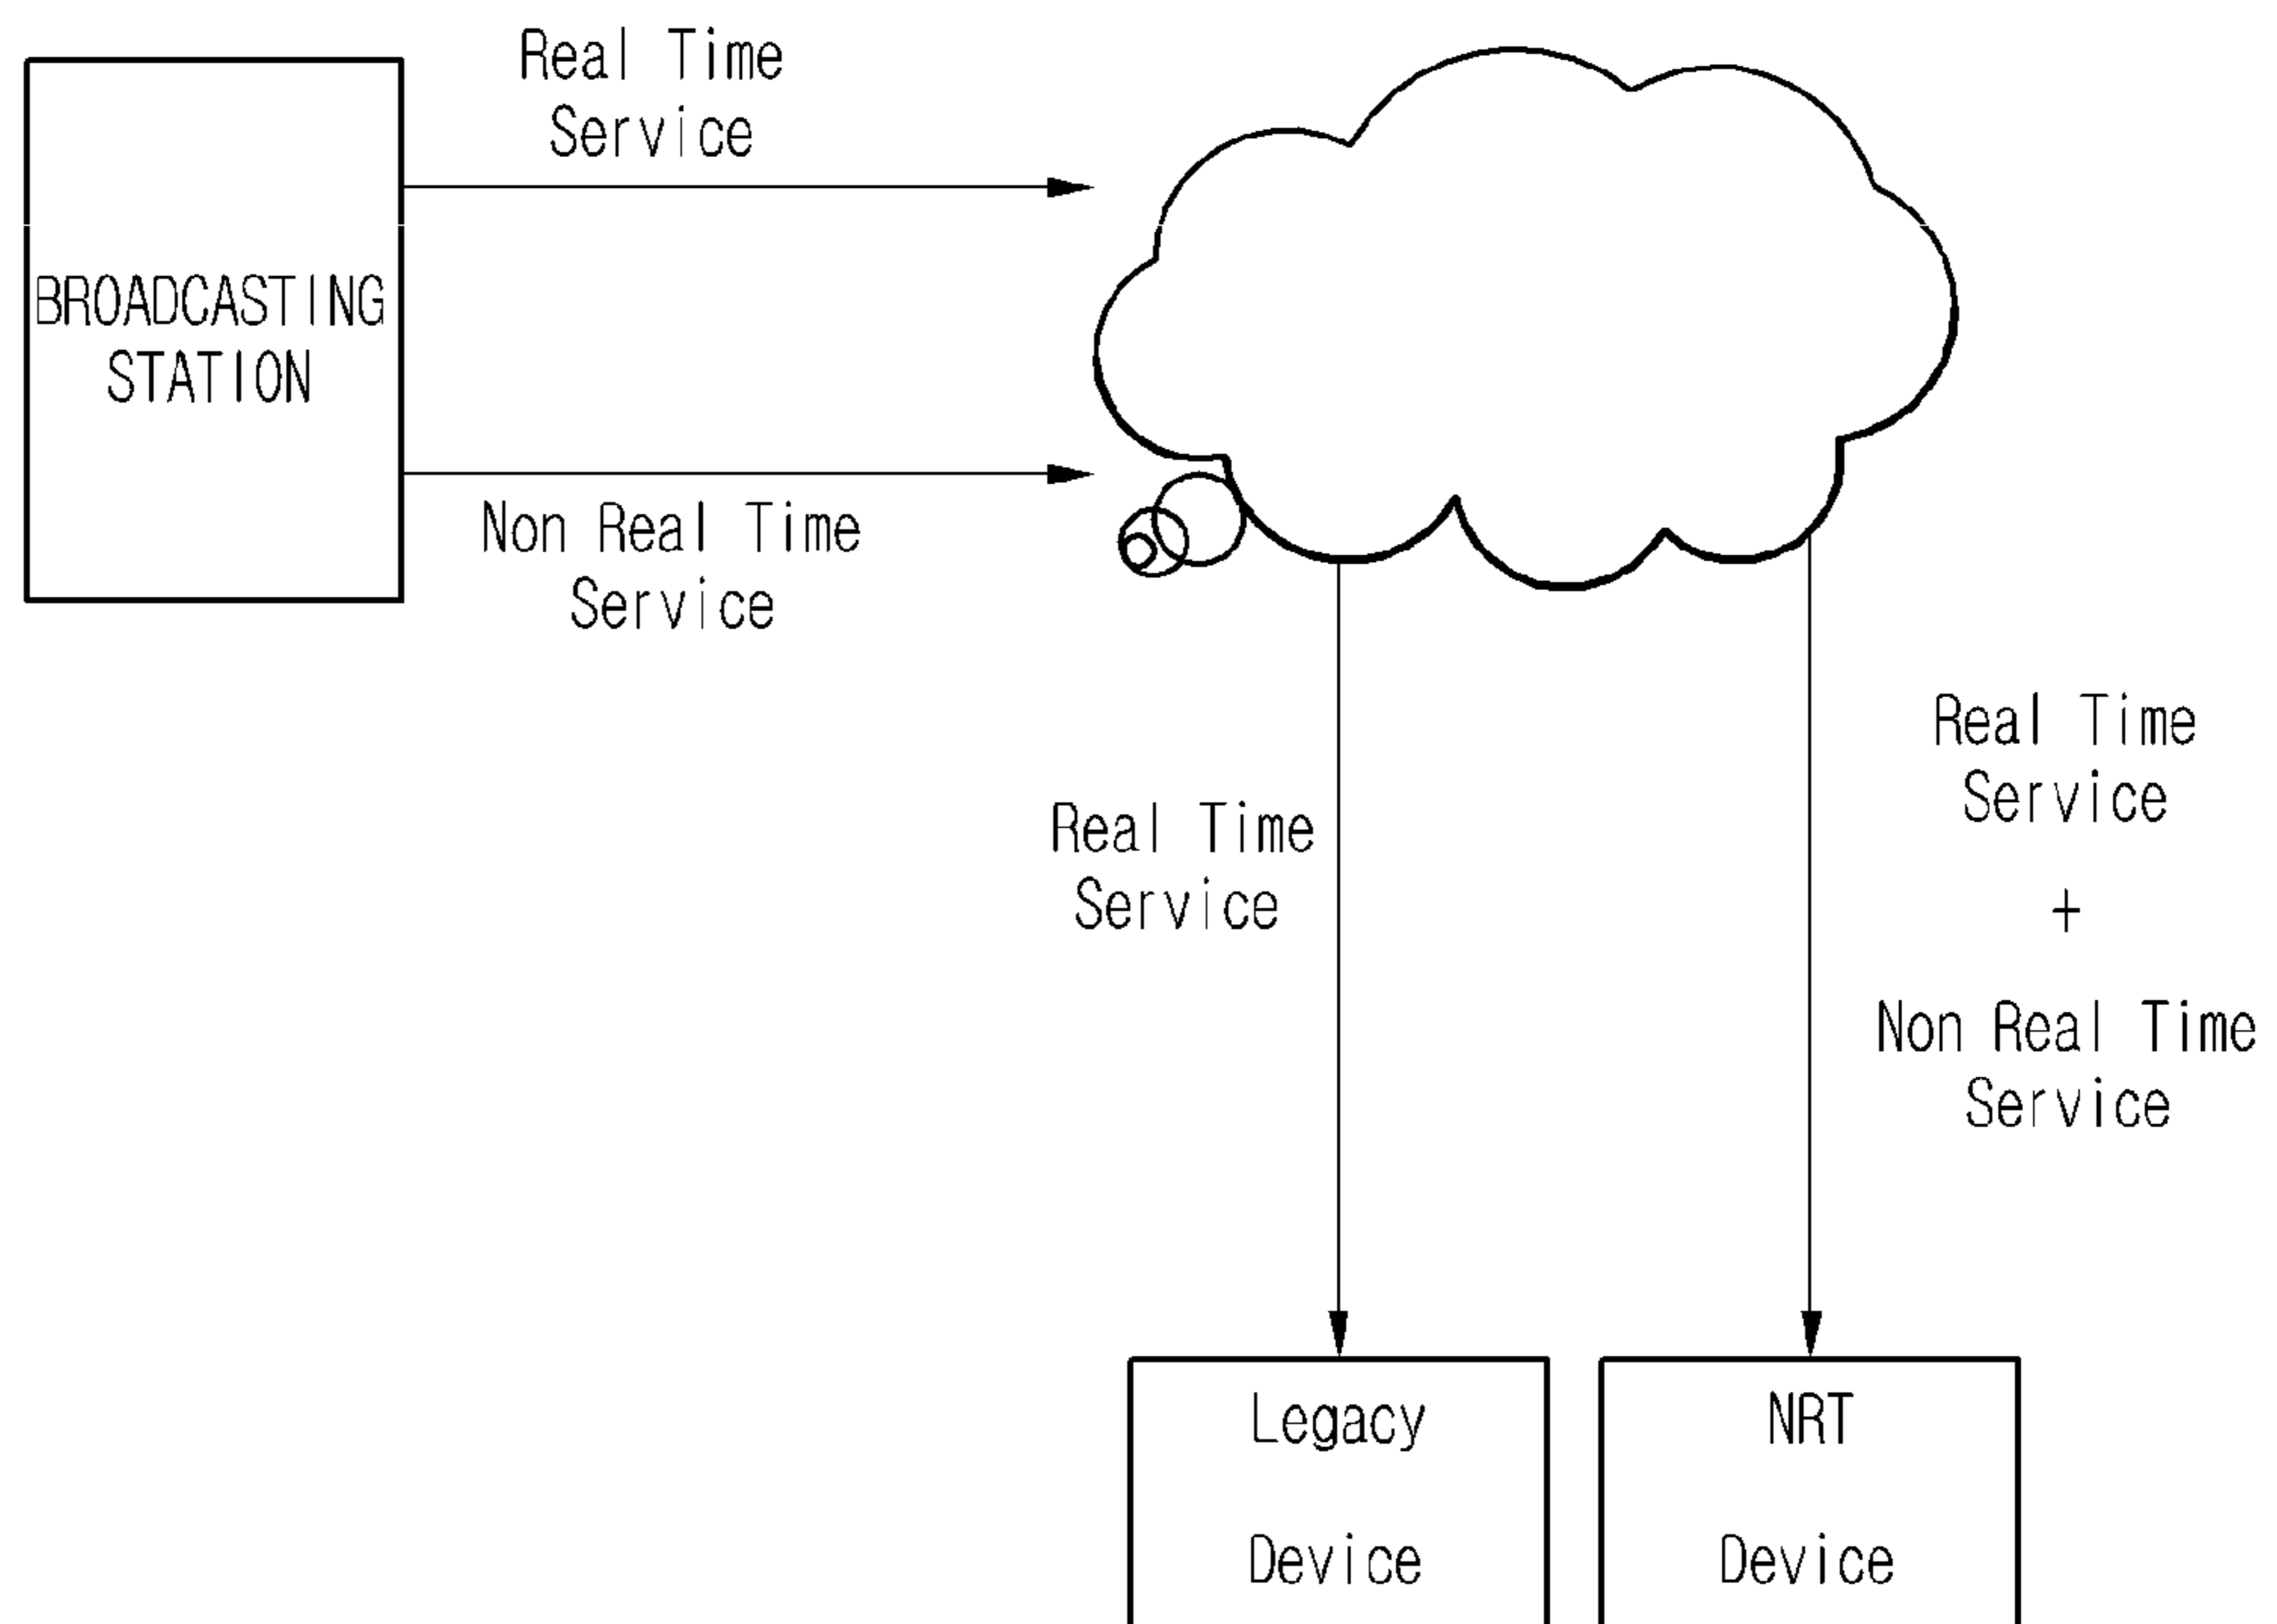 Real Time
Service
BROADCASTING
STATION
Non Real Time
Service
Real Time
Service
Real Time
Service
+
Non Real Time
Service
Legacy
Device
NRT
Device